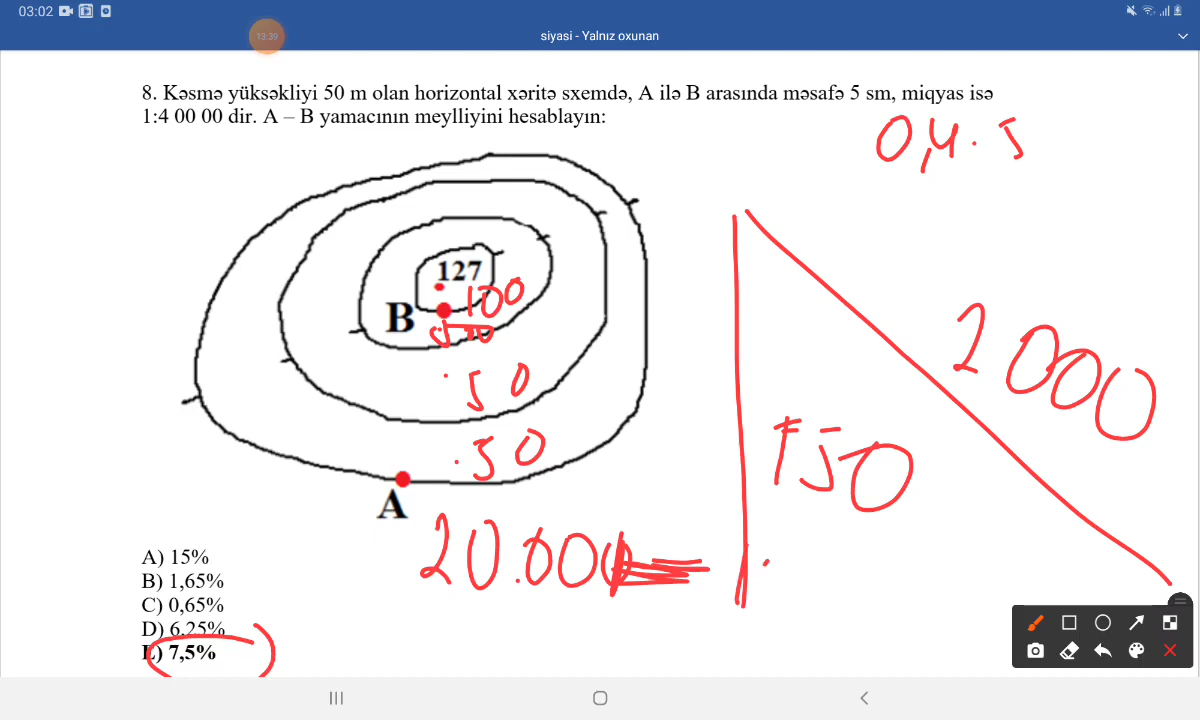 03:02
13:39
siyasi - Yalnız oxunan
8. Kəsmə yüksəkliyi 50 m olan horizontal xəritə sxemdə, A ilə B arasında məsafə 5 sm, miqyas isə
1:4 00 00 dir. A – B yamacının meylliyini hesablayın:
0,4 . 5
127
B
100
50
50
A
2000
150
20.000
A) 15%
B) 1,65%
C) 0,65%
D) 6,25%
E) 7,5%